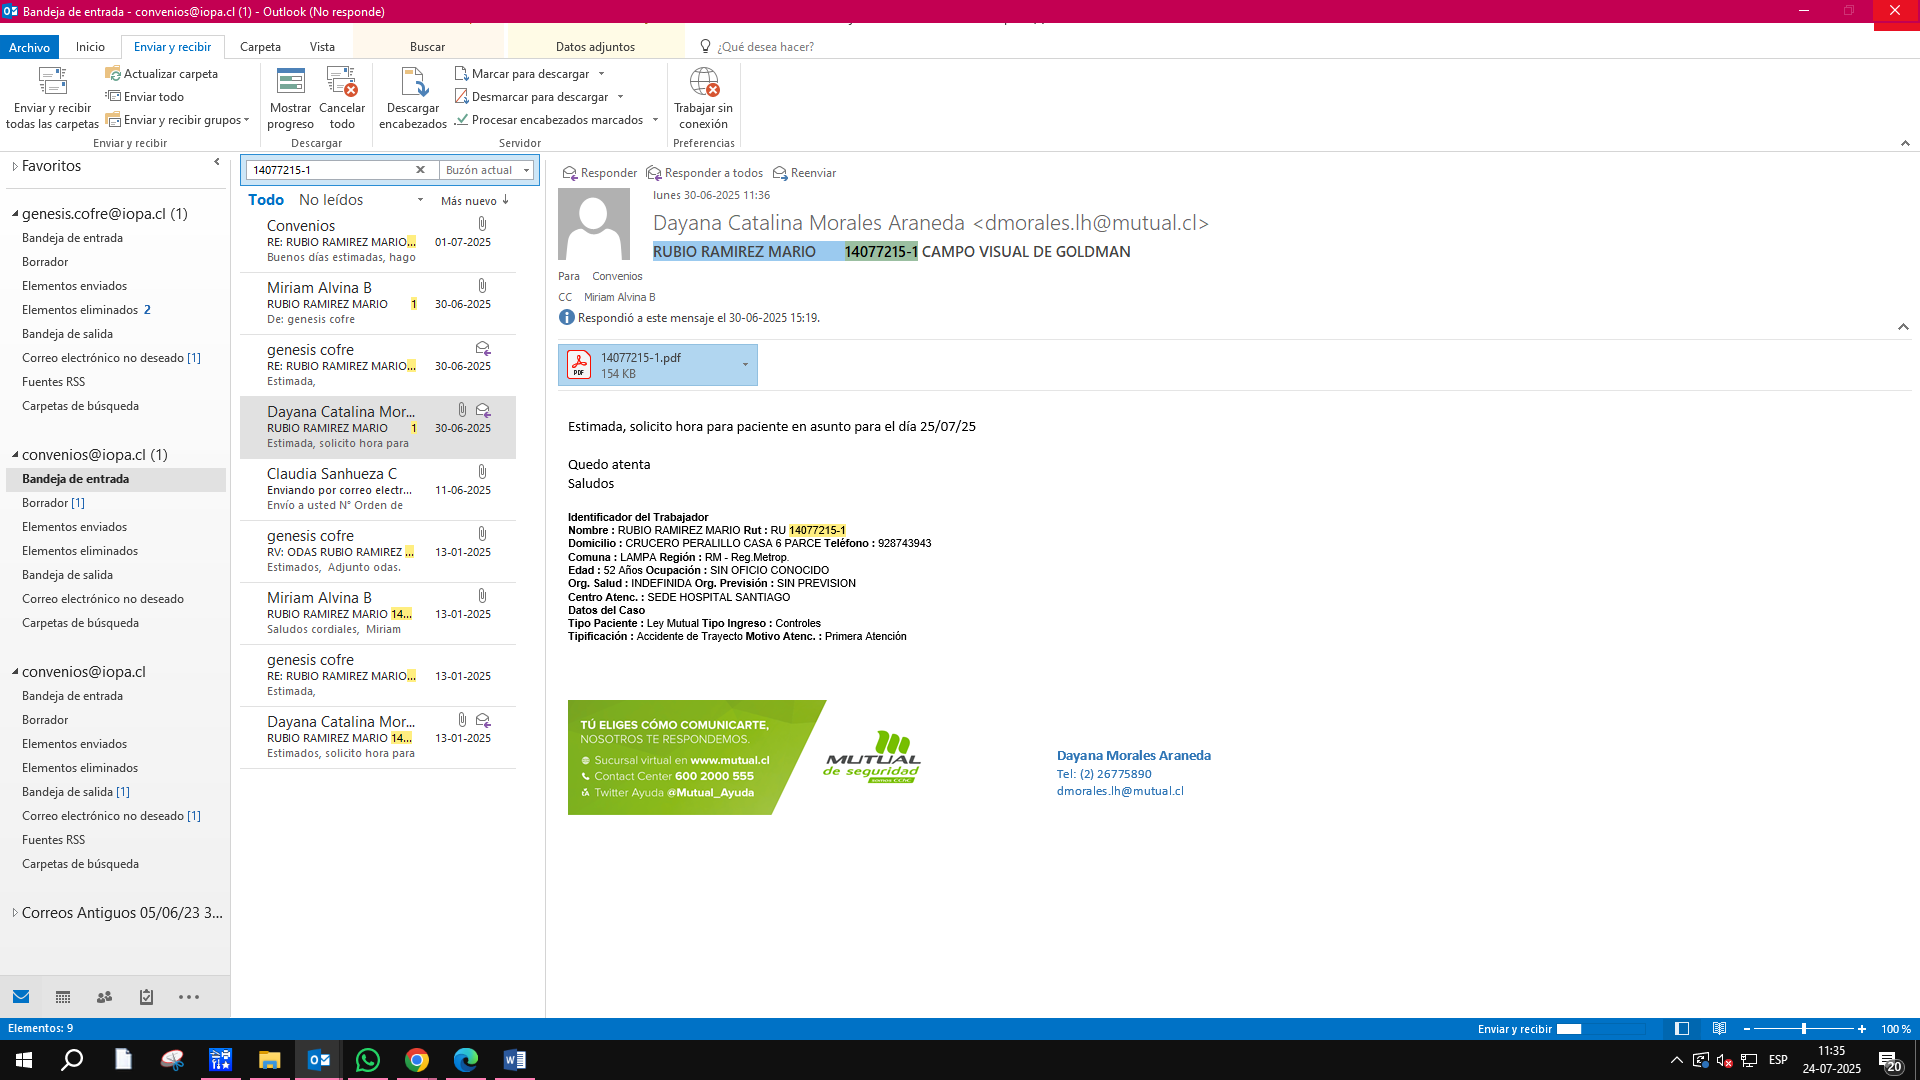 Bandeja de entrada - convenios@iopa.cl (1) - Outlook (No responde)
Archivo
Inicio
Enviar y recibir
Carpeta
Vista
Buscar
Datos adjuntos
¿Qué desea hacer?
Enviar y recibir
todas las carpetas
Actualizar carpeta
Enviar todo
Enviar y recibir grupos
Enviar y recibir
Mostrar
progreso
Cancelar
todo
Descargar
Descargar
encabezados
Marcar para descargar
Desmarcar para descargar
Procesar encabezados marcados
Servidor
Trabajar sin
conexión
Preferencias
Favoritos
genesis.cofre@iopa.cl (1)
Bandeja de entrada
Borrador
Elementos enviados
Elementos eliminados 2
Bandeja de salida
Correo electrónico no deseado [1]
Fuentes RSS
Carpetas de búsqueda
convenios@iopa.cl (1)
Bandeja de entrada
Borrador [1]
Elementos enviados
Elementos eliminados
Bandeja de salida
Correo electrónico no deseado
Carpetas de búsqueda
convenios@iopa.cl
Bandeja de entrada
Borrador
Elementos enviados
Elementos eliminados
Bandeja de salida [1]
Correo electrónico no deseado [1]
Fuentes RSS
Carpetas de búsqueda
Correos Antiguos 05/06/23 3...
14077215-1
Buzón actual
Todo No leídos Más nuevo
Convenios
RE: RUBIO RAMIREZ MARIO... 01-07-2025
Buenos días estimadas, hago
Miriam Alvina B
RUBIO RAMIREZ MARIO 1 30-06-2025
De: genesis cofre
genesis cofre
RE: RUBIO RAMIREZ MARIO... 30-06-2025
Estimada,
Dayana Catalina Mor...
RUBIO RAMIREZ MARIO 1 30-06-2025
Estimada, solicito hora para
Claudia Sanhueza C
Enviando por correo electr... 11-06-2025
Envío a usted N° Orden de
genesis cofre
RV: ODAS RUBIO RAMIREZ ... 13-01-2025
Estimados, Adjunto odas.
Miriam Alvina B
RUBIO RAMIREZ MARIO 14... 13-01-2025
Saludos cordiales, Miriam
genesis cofre
RE: RUBIO RAMIREZ MARIO... 13-01-2025
Estimada,
Dayana Catalina Mor...
RUBIO RAMIREZ MARIO 14... 13-01-2025
Estimados, solicito hora para
Responder Responder a todos Reenviar
lunes 30-06-2025 11:36
Dayana Catalina Morales Araneda <dmorales.lh@mutual.cl>
RUBIO RAMIREZ MARIO 14077215-1 CAMPO VISUAL DE GOLDMAN
Para Convenios
CC Miriam Alvina B
Respondió a este mensaje el 30-06-2025 15:19.
PDF
14077215-1.pdf
154 KB
Estimada, solicito hora para paciente en asunto para el día 25/07/25
Quedo atenta
Saludos
Identificador del Trabajador
Nombre : RUBIO RAMIREZ MARIO Rut : RU 14077215-1
Domicilio : CRUCERO PERALILLO CASA 6 PARCE Teléfono : 928743943
Comuna : LAMPA Región : RM - Reg.Metrop.
Edad : 52 Años Ocupación : SIN OFICIO CONOCIDO
Org. Salud : INDEFINIDA Org. Previsión : SIN PREVISION
Centro Atenc. : SEDE HOSPITAL SANTIAGO
Datos del Caso
Tipo Paciente : Ley Mutual Tipo Ingreso : Controles
Tipificación : Accidente de Trayecto Motivo Atenc. : Primera Atención
TÚ ELIGES CÓMO COMUNICARTE,
NOSOTROS TE RESPONDEMOS.
Sucursal virtual en www.mutual.cl
Contact Center 600 2000 555
Twitter Ayuda @Mutual_Ayuda
MUTUAL
de seguridad
somos CChC
Dayana Morales Araneda
Tel: (2) 26775890
dmorales.lh@mutual.cl
Elementos: 9
Enviar y recibir
100 %
ESP
11:35
24-07-2025
20